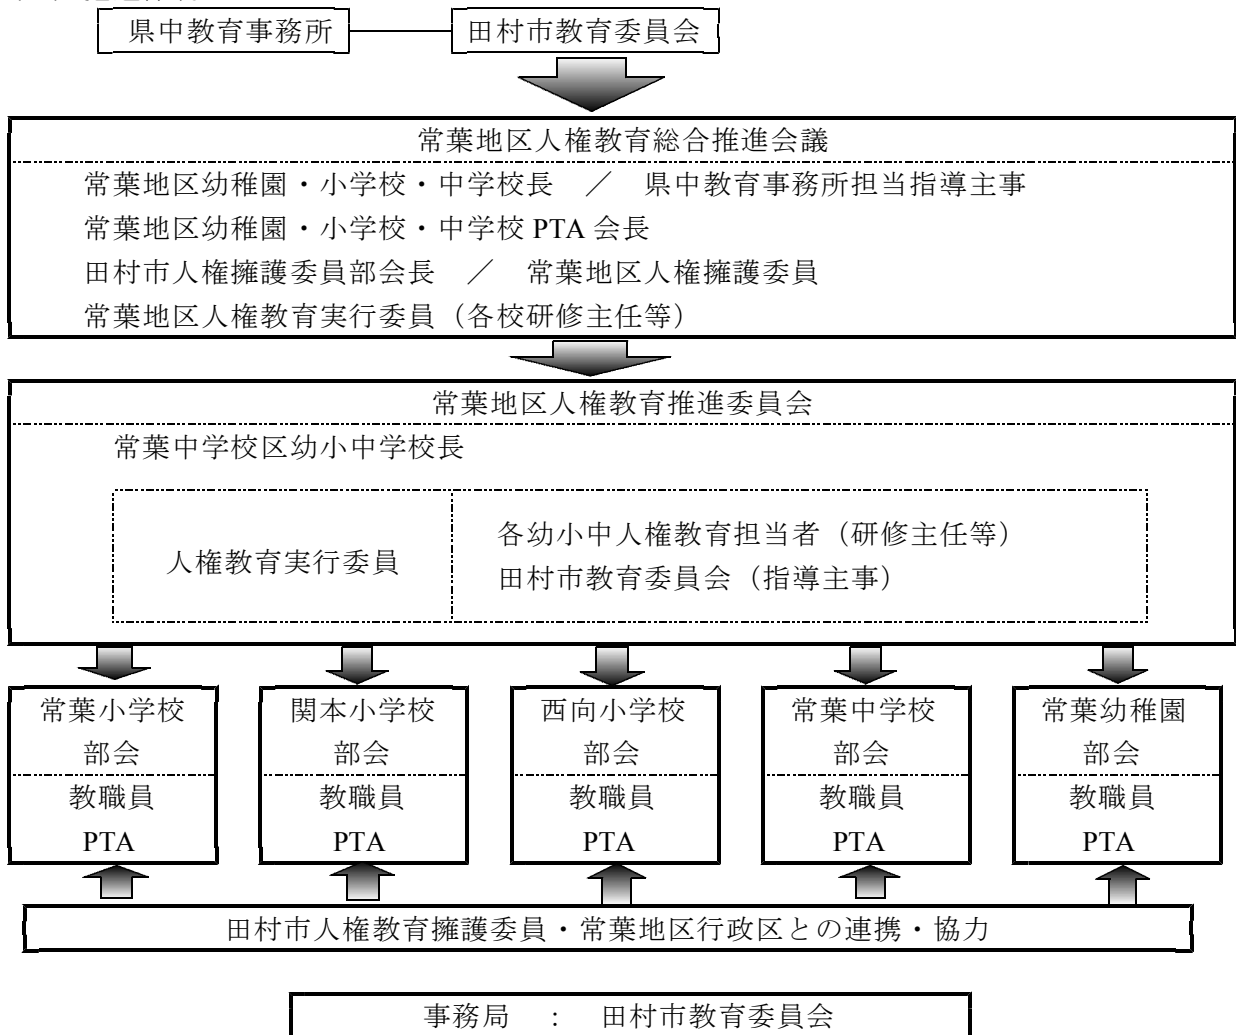 県中教育事務所 田村市教育委員会
常葉地区人権教育総合推進会議
常葉地区幼稚園・小学校・中学校長 ／ 県中教育事務所担当指導主事
常葉地区幼稚園・小学校・中学校 PTA 会長
田村市人権擁護委員部会長 ／ 常葉地区人権擁護委員
常葉地区人権教育実行委員（各校研修主任等）
常葉地区人権教育推進委員会
常葉中学校区幼小中学校長
人権教育実行委員
各幼小中人権教育担当者（研修主任等）
田村市教育委員会（指導主事）
常葉小学校
部会
教職員
PTA
関本小学校
部会
教職員
PTA
西向小学校
部会
教職員
PTA
常葉中学校
部会
教職員
PTA
常葉幼稚園
部会
教職員
PTA
田村市人権教育擁護委員・常葉地区行政区との連携・協力
事務局 ： 田村市教育委員会